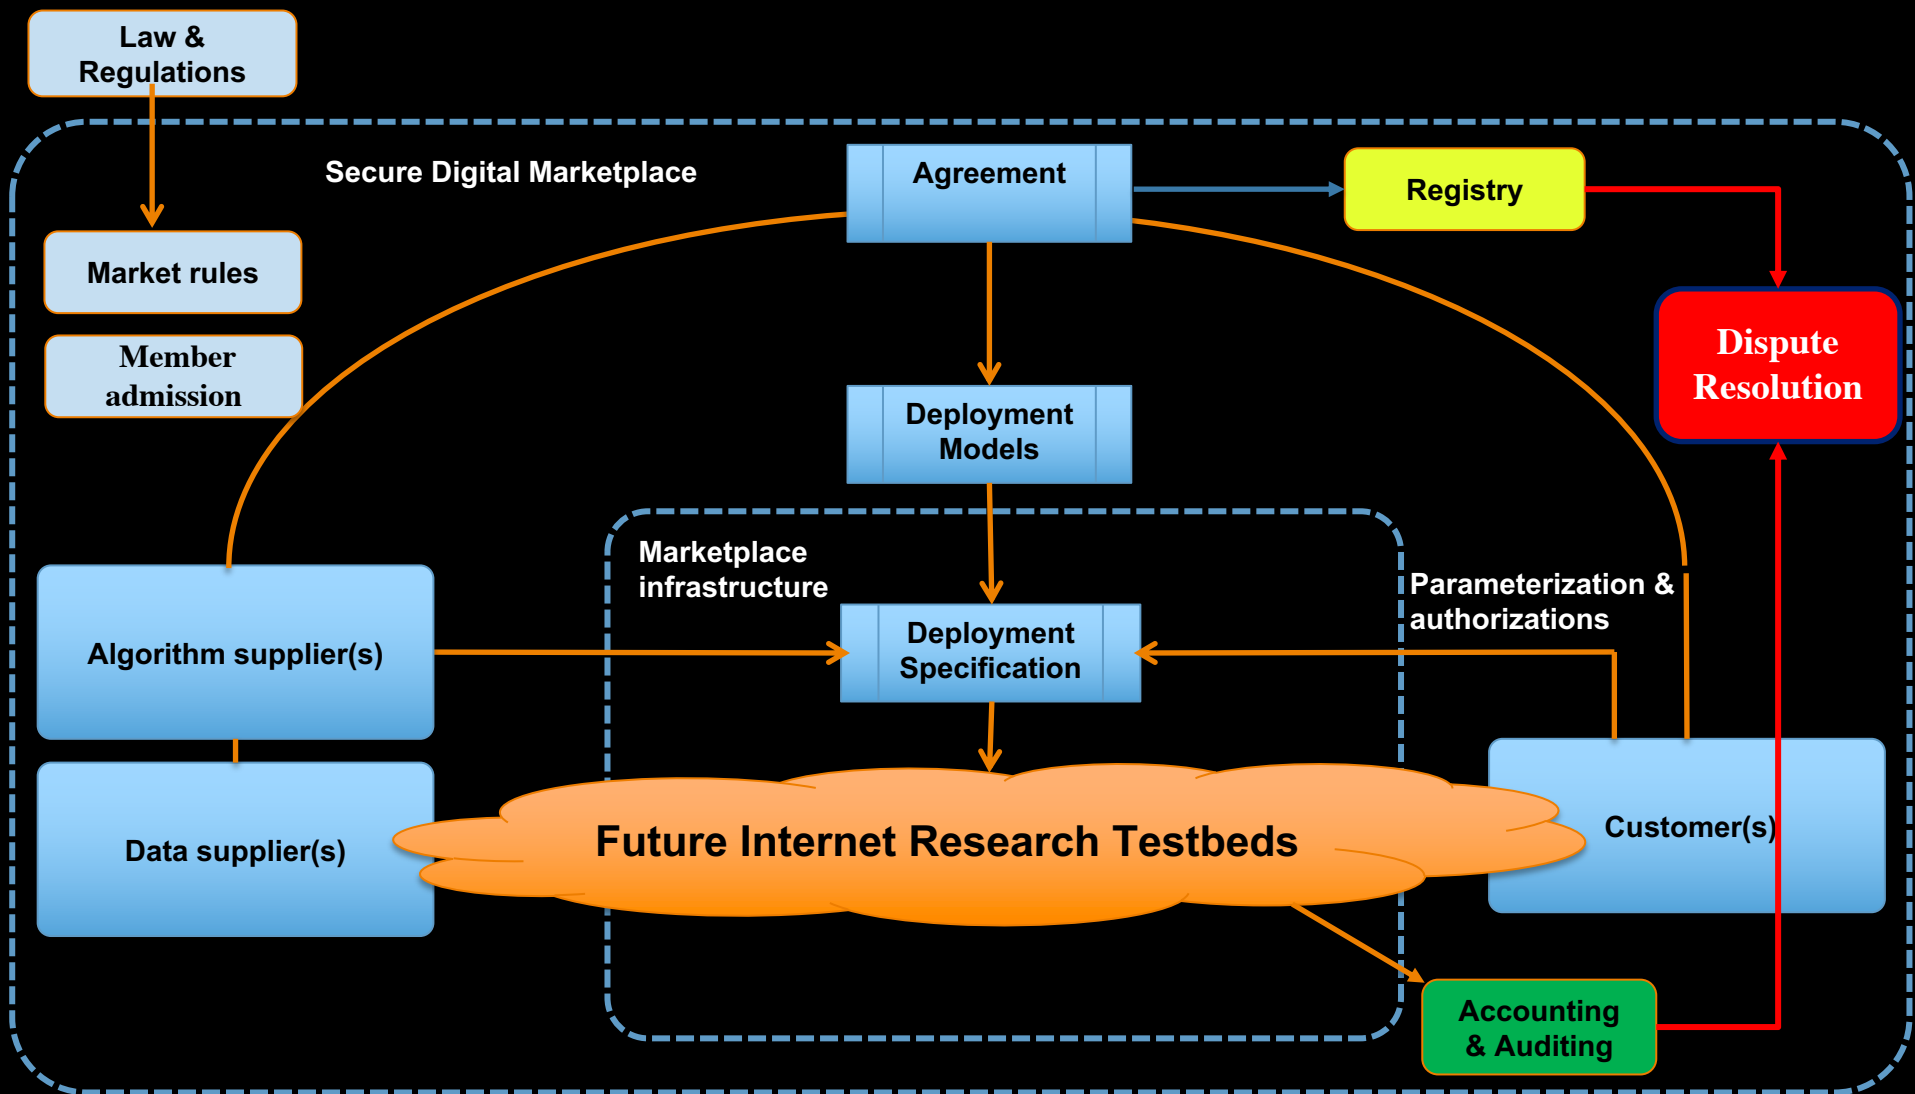 Law &
Regulations
Secure Digital Marketplace
Agreement
Registry
Market rules
Member
admission
Dispute
Resolution
Deployment
Models
Marketplace
infrastructure
Parameterization &
authorizations
Algorithm supplier(s)
Deployment
Specification
Data supplier(s)
Future Internet Research Testbeds
Customer(s)
Accounting
& Auditing